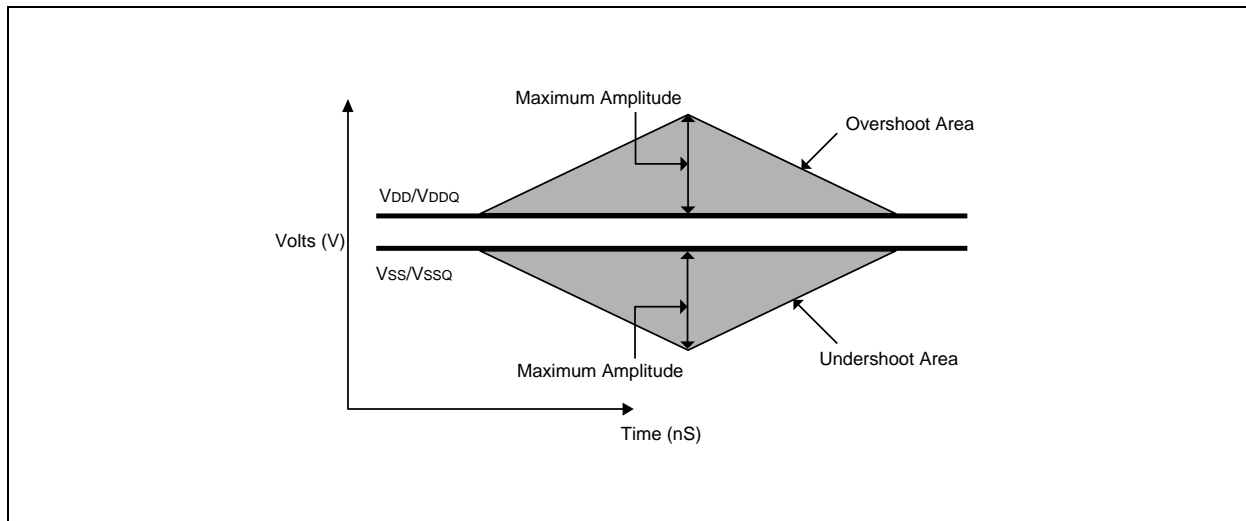 Maximum Amplitude
Overshoot Area
VDD/VDDQ
Volts (V)
VSS/VSSQ
Maximum Amplitude
Undershoot Area
Time (nS)